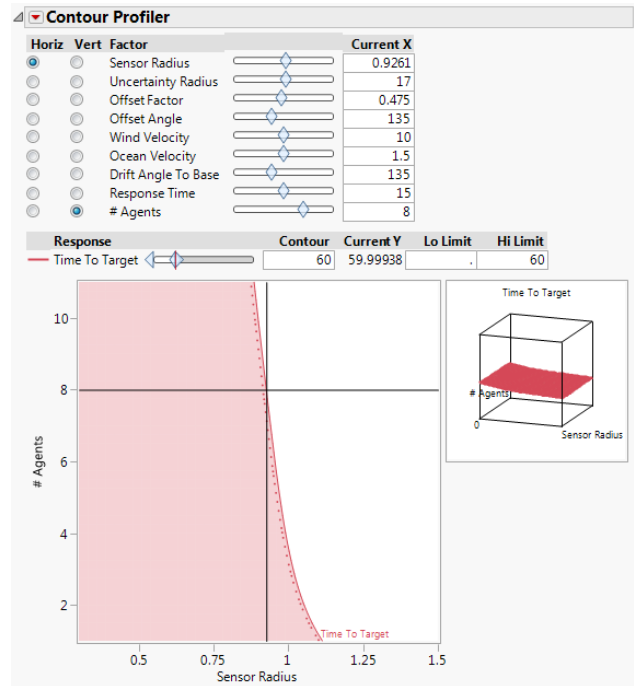 Contour Profiler
Horiz Vert Factor Current X
Sensor Radius 0.9261
Uncertainty Radius 17
Offset Factor 0.475
Offset Angle 135
Wind Velocity 10
Ocean Velocity 1.5
Drift Angle To Base 135
Response Time 15
# Agents 8
Response Contour Current Y Lo Limit Hi Limit
Time To Target 60 59.99938 . 60
Time To Target
# Agents
0
Sensor Radius
10
8
6
4
2
# Agents
Time To Target
0.5 0.75 1 1.25 1.5
Sensor Radius